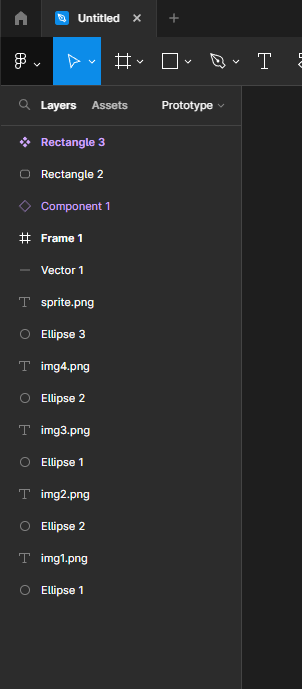 Untitled
Layers Assets Prototype
Rectangle 3
Rectangle 2
Component 1
Frame 1
Vector 1
sprite.png
Ellipse 3
img4.png
Ellipse 2
img3.png
Ellipse 1
img2.png
Ellipse 2
img1.png
Ellipse 1